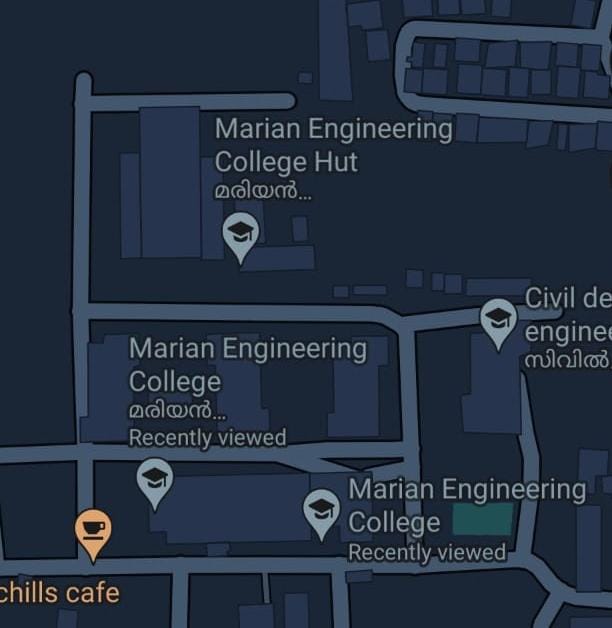 Marian Engineering
College Hut
മരിയൻ...
Civil de
enginee
സിവിൽ
Marian Engineering
College
മരിയൻ...
Recently viewed
Marian Engineering
College
Recently viewed
chills cafe